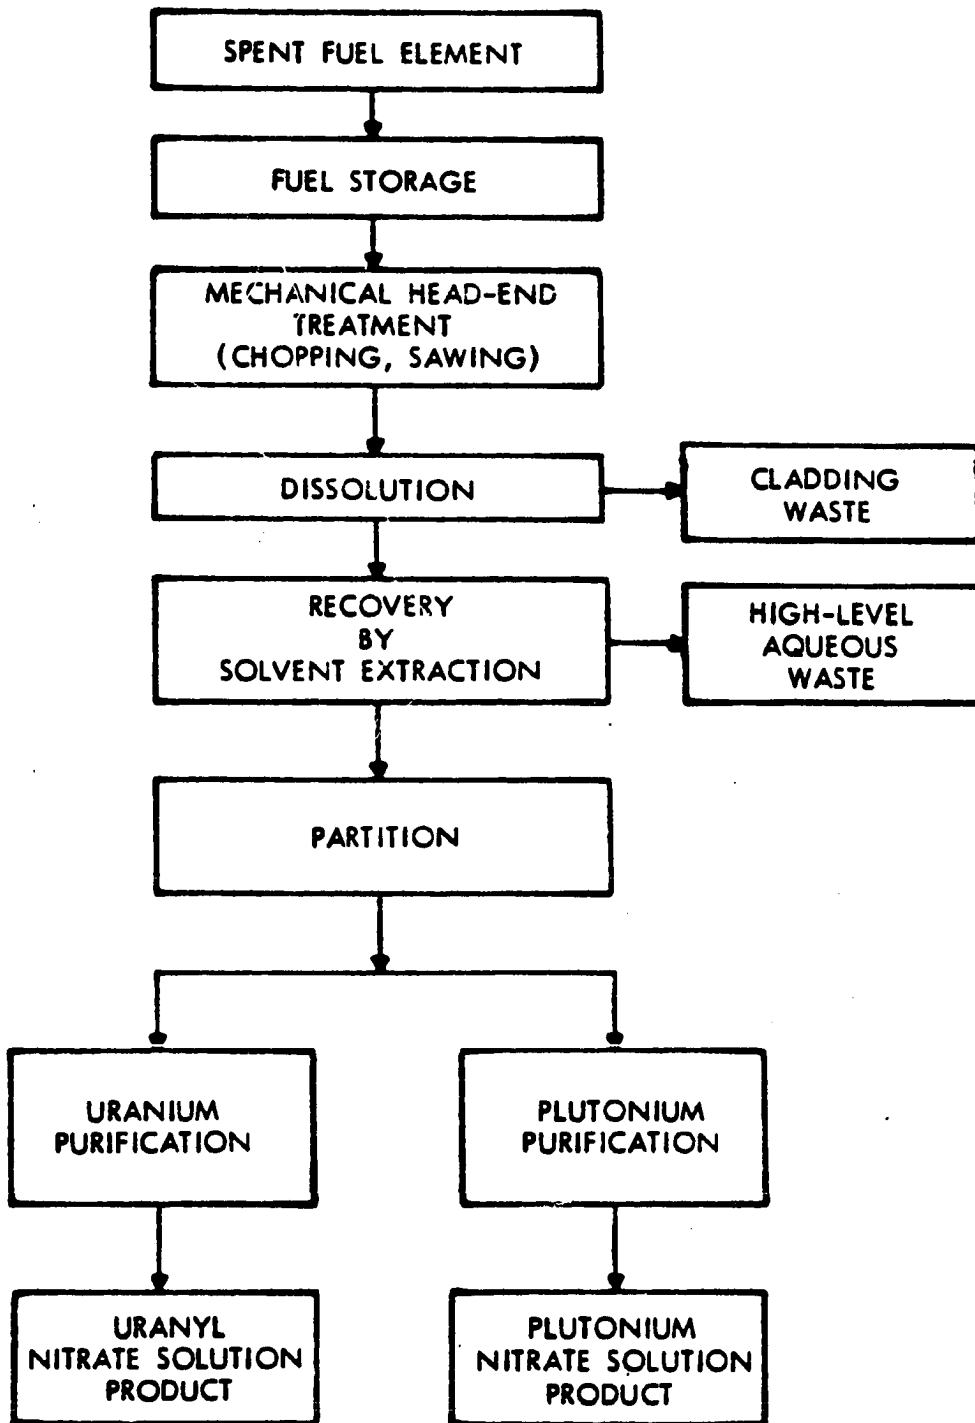 SPENT FUEL ELEMENT
FUEL STORAGE
MECHANICAL HEAD-END
TREATMENT
(CHOPPING, SAWING)
DISSOLUTION
CLADDING
WASTE
RECOVERY
BY
SOLVENT EXTRACTION
HIGH-LEVEL
AQUEOUS
WASTE
PARTITION
URANIUM
PURIFICATION
PLUTONIUM
PURIFICATION
URANYL
NITRATE SOLUTION
PRODUCT
PLUTONIUM
NITRATE SOLUTION
PRODUCT